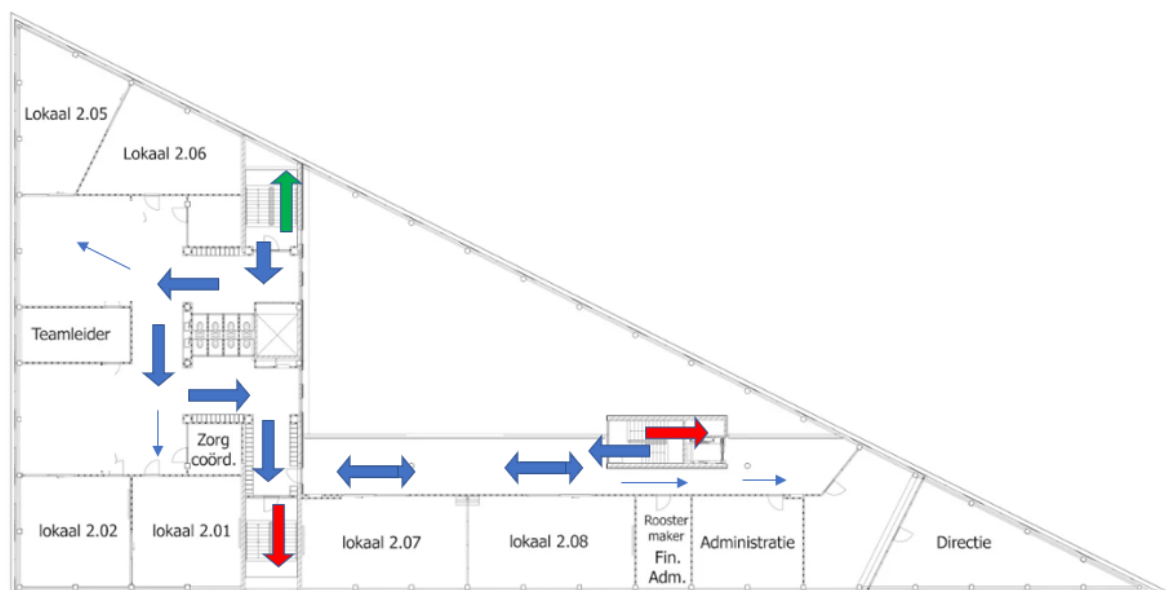 Lokaal 2.05
Lokaal 2.06
Teamleider
Zorg
coörd.
lokaal 2.02
lokaal 2.01
lokaal 2.07
lokaal 2.08
Rooster
maker
Fin.
Adm.
Administratie
Directie